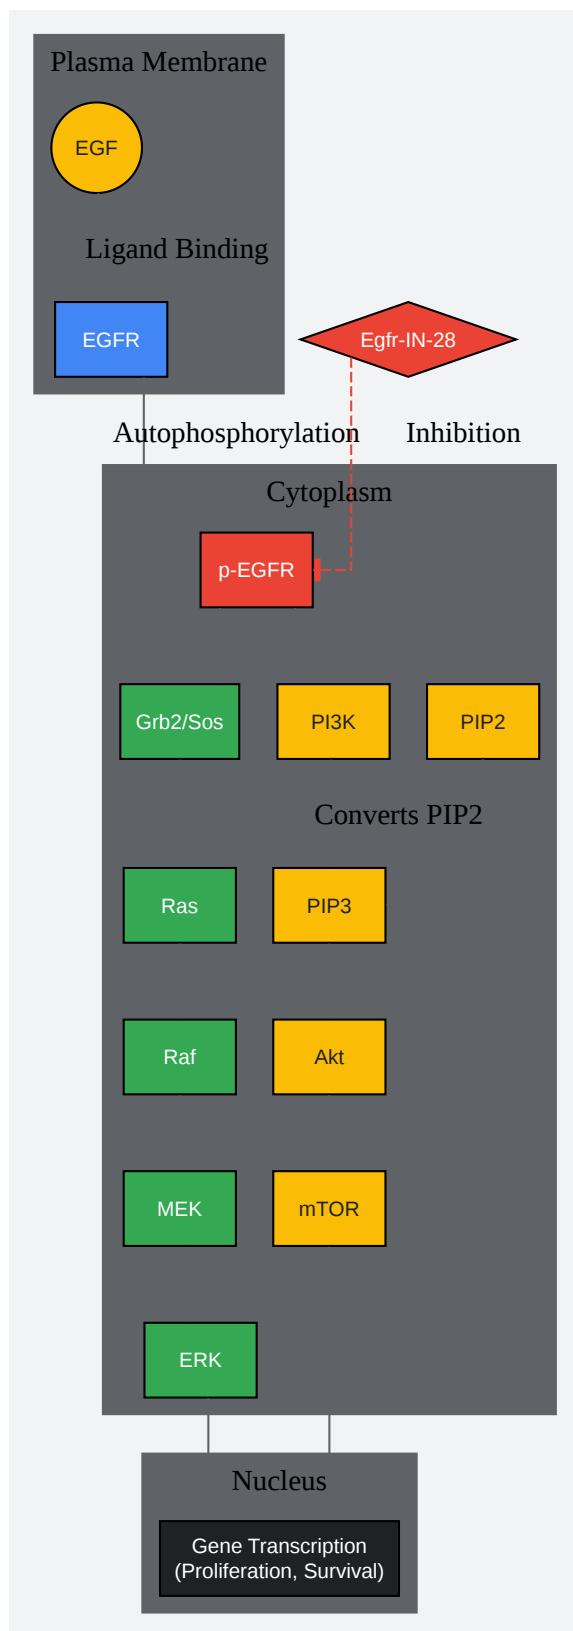 Plasma Membrane
EGF
Ligand Binding
EGFR
Egfr-IN-28
Autophosphorylation
Inhibition
Cytoplasm
p-EGFR
Grb2/Sos
PI3K
PIP2
Converts PIP2
Ras
PIP3
Raf
Akt
MEK
mTOR
ERK
Nucleus
Gene Transcription
(Proliferation, Survival)